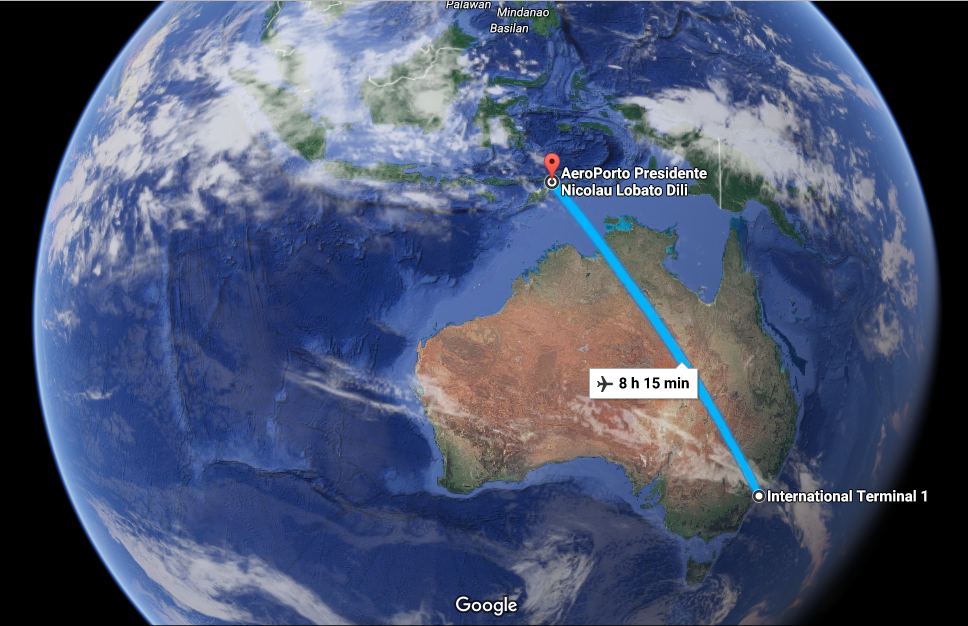 Palawan
Mindanao
Basilan
AeroPorto Presidente
Nicolau Lobato Dili
8 h 15 min
International Terminal 1
Google